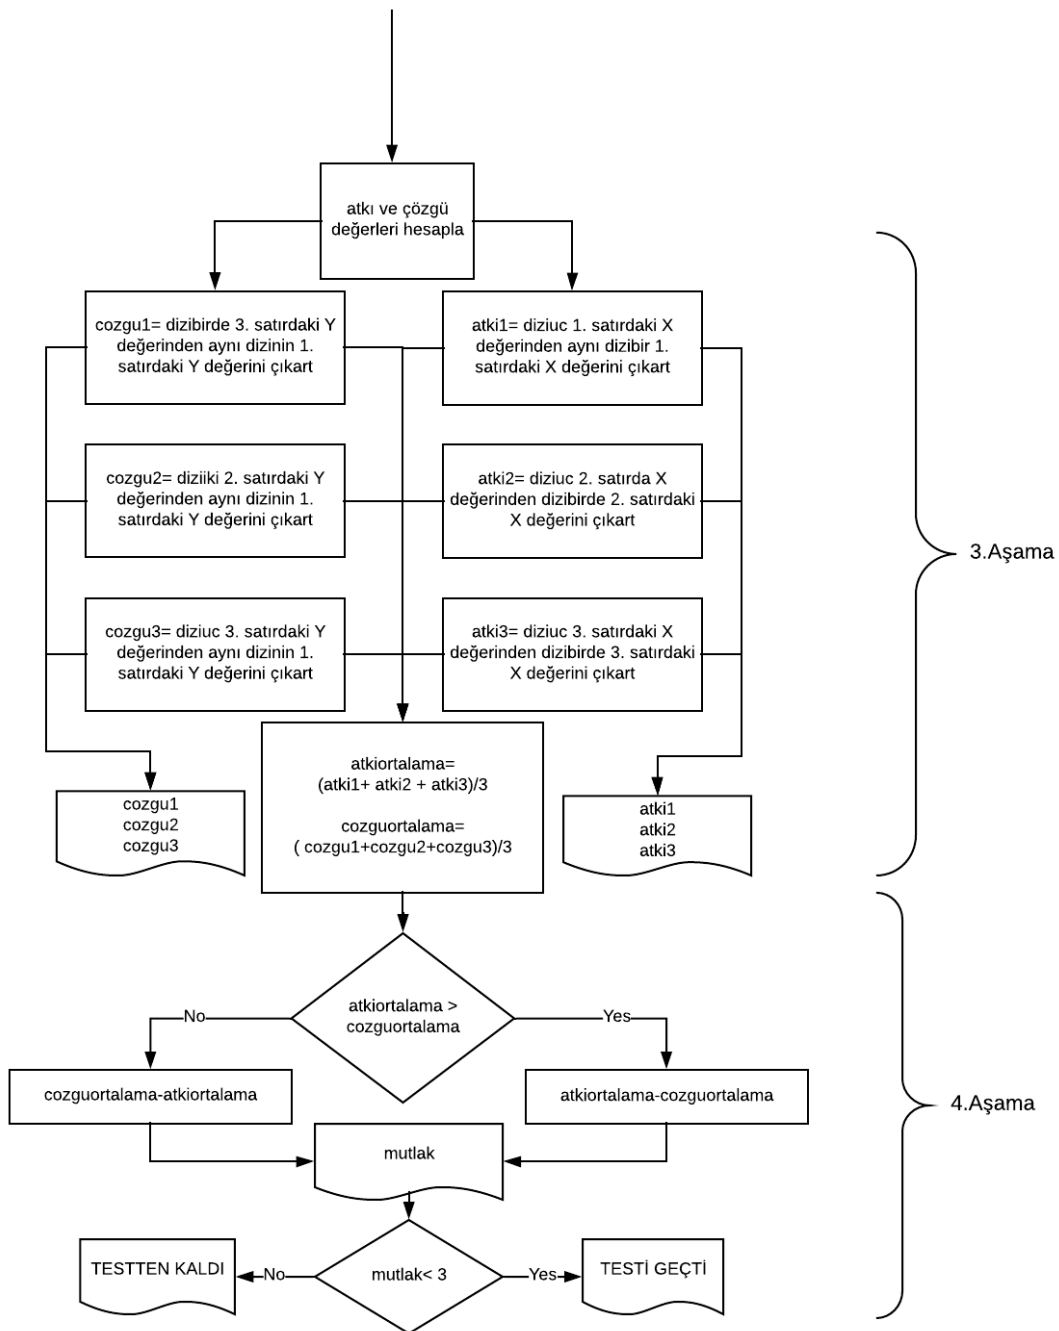 atkı ve çözgü
değerleri hesapla
cozgu1= dizibirde 3. satırdaki Y
değerinden aynı dizinin 1.
satırdaki Y değerini çıkart
atki1= diziuc 1. satırdaki X
değerinden aynı dizibir 1.
satırdaki X değerini çıkart
cozgu2= diziiki 2. satırdaki Y
değerinden aynı dizinin 1.
satırdaki Y değerini çıkart
atki2= diziuc 2. satırda X
değerinden dizibirde 2. satırdaki
X değerini çıkart
3.Aşama
cozgu3= diziuc 3. satırdaki Y
değerinden aynı dizinin 1.
satırdaki Y değerini çıkart
atki3= diziuc 3. satırdaki X
değerinden dizibirde 3. satırdaki
X değerini çıkart
atkiortalama=
(atki1+ atki2 + atki3)/3
cozguortalama=
( cozgu1+cozgu2+cozgu3)/3
cozgu1
cozgu2
cozgu3
atki1
atki2
atki3
atkiortalama >
cozguortalama
No
Yes
cozguortalama-atkiortalama
atkiortalama-cozguortalama
4.Aşama
mutlak
TESTTEN KALDI
No
mutlak< 3
Yes
TESTİ GEÇTİ